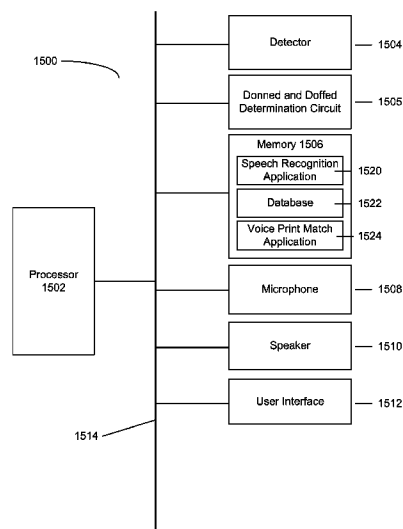 1500
Detector
1504
Donned and Doffed
Determination Circuit
1505
Memory 1506
Speech Recognition
Application
1520
Database
1522
Voice Print Match
Application
1524
Processor
1502
Microphone
1508
Speaker
1510
User Interface
1512
1514